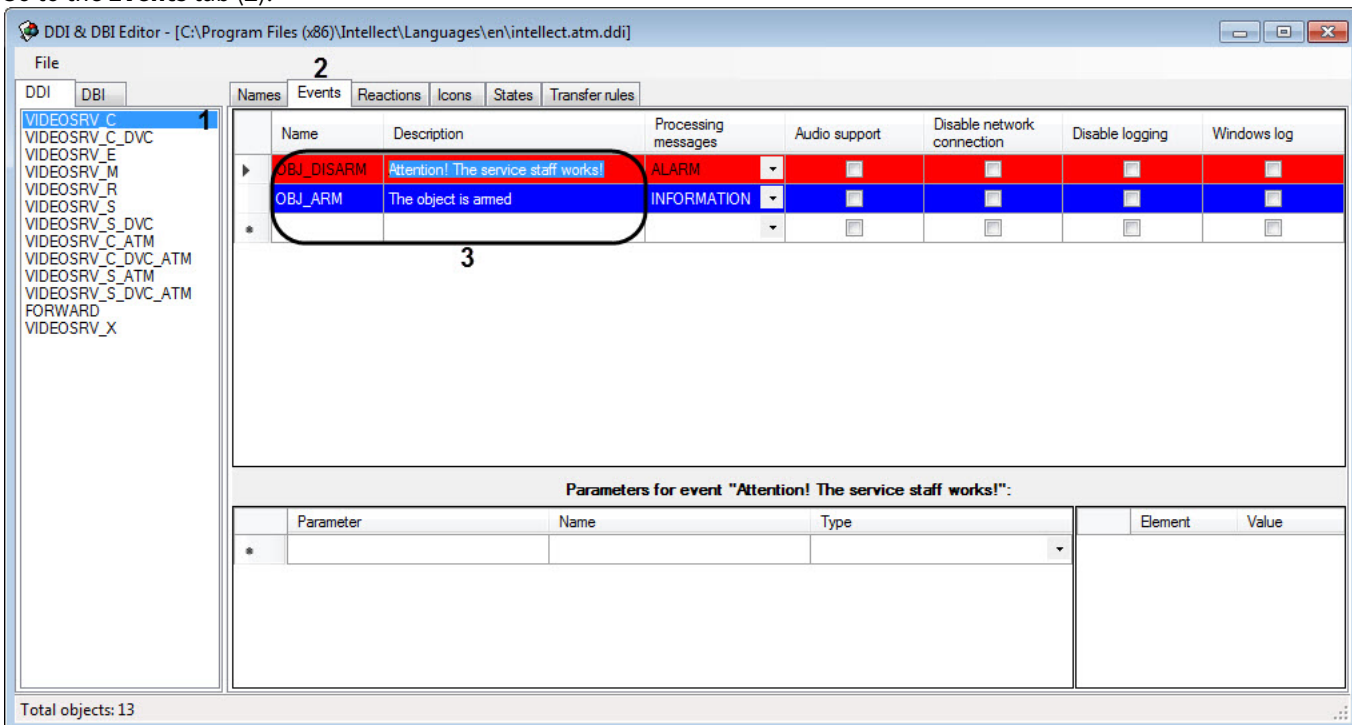 DDI & DBI Editor - [C:\Program Files (x86)\Intellect\Languages\en\intellect.atm.ddi]
File
2
DDI DBI
Names Events Reactions Icons States Transfer rules
VIDEOSRV_C 1
VIDEOSRV_C_DVC
VIDEOSRV_E
VIDEOSRV_M
VIDEOSRV_R
VIDEOSRV_S
VIDEOSRV_S_DVC
VIDEOSRV_C_ATM
VIDEOSRV_C_DVC_ATM
VIDEOSRV_S_ATM
VIDEOSRV_S_DVC_ATM
FORWARD
VIDEOSRV_X
Name Description Processing messages Audio support Disable network connection Disable logging Windows log
OBJ_DISARM Attention! The service staff works! ALARM
OBJ_ARM The object is armed INFORMATION
3
Parameters for event "Attention! The service staff works!":
Parameter Name Type Element Value
Total objects: 13